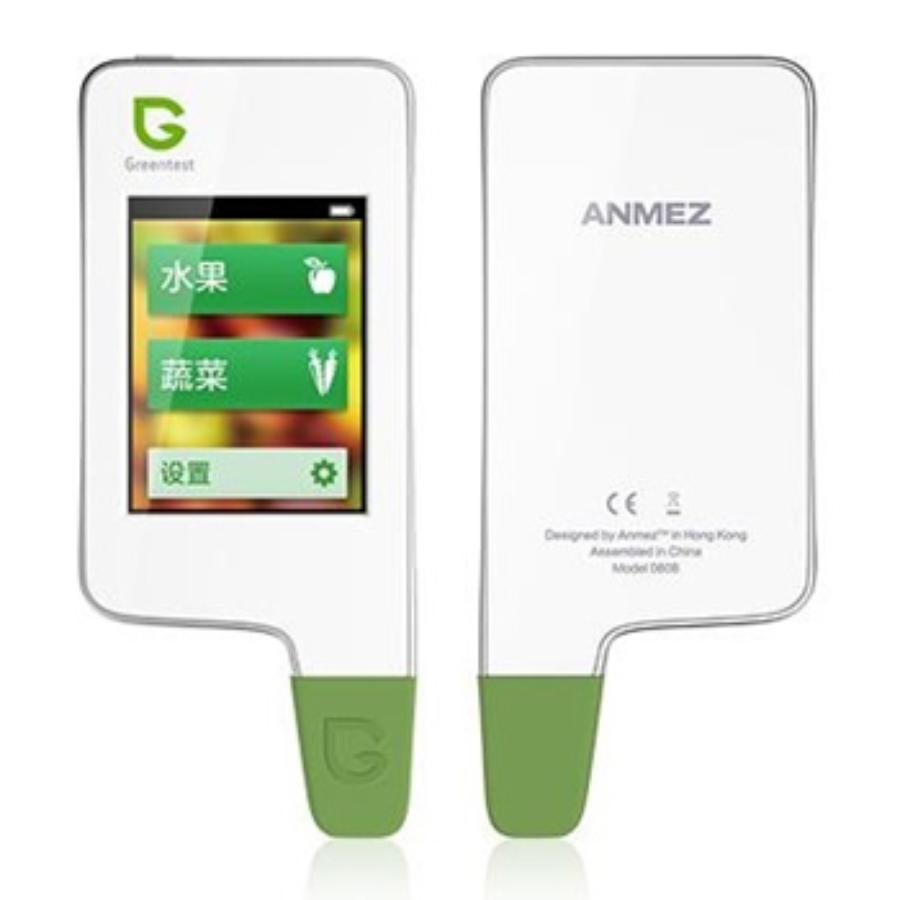 Greentest
水果
蔬菜
设置
ANMEZ
CE
Designed by Anmez™ in Hong Kong
Assembled in China
Model 0808